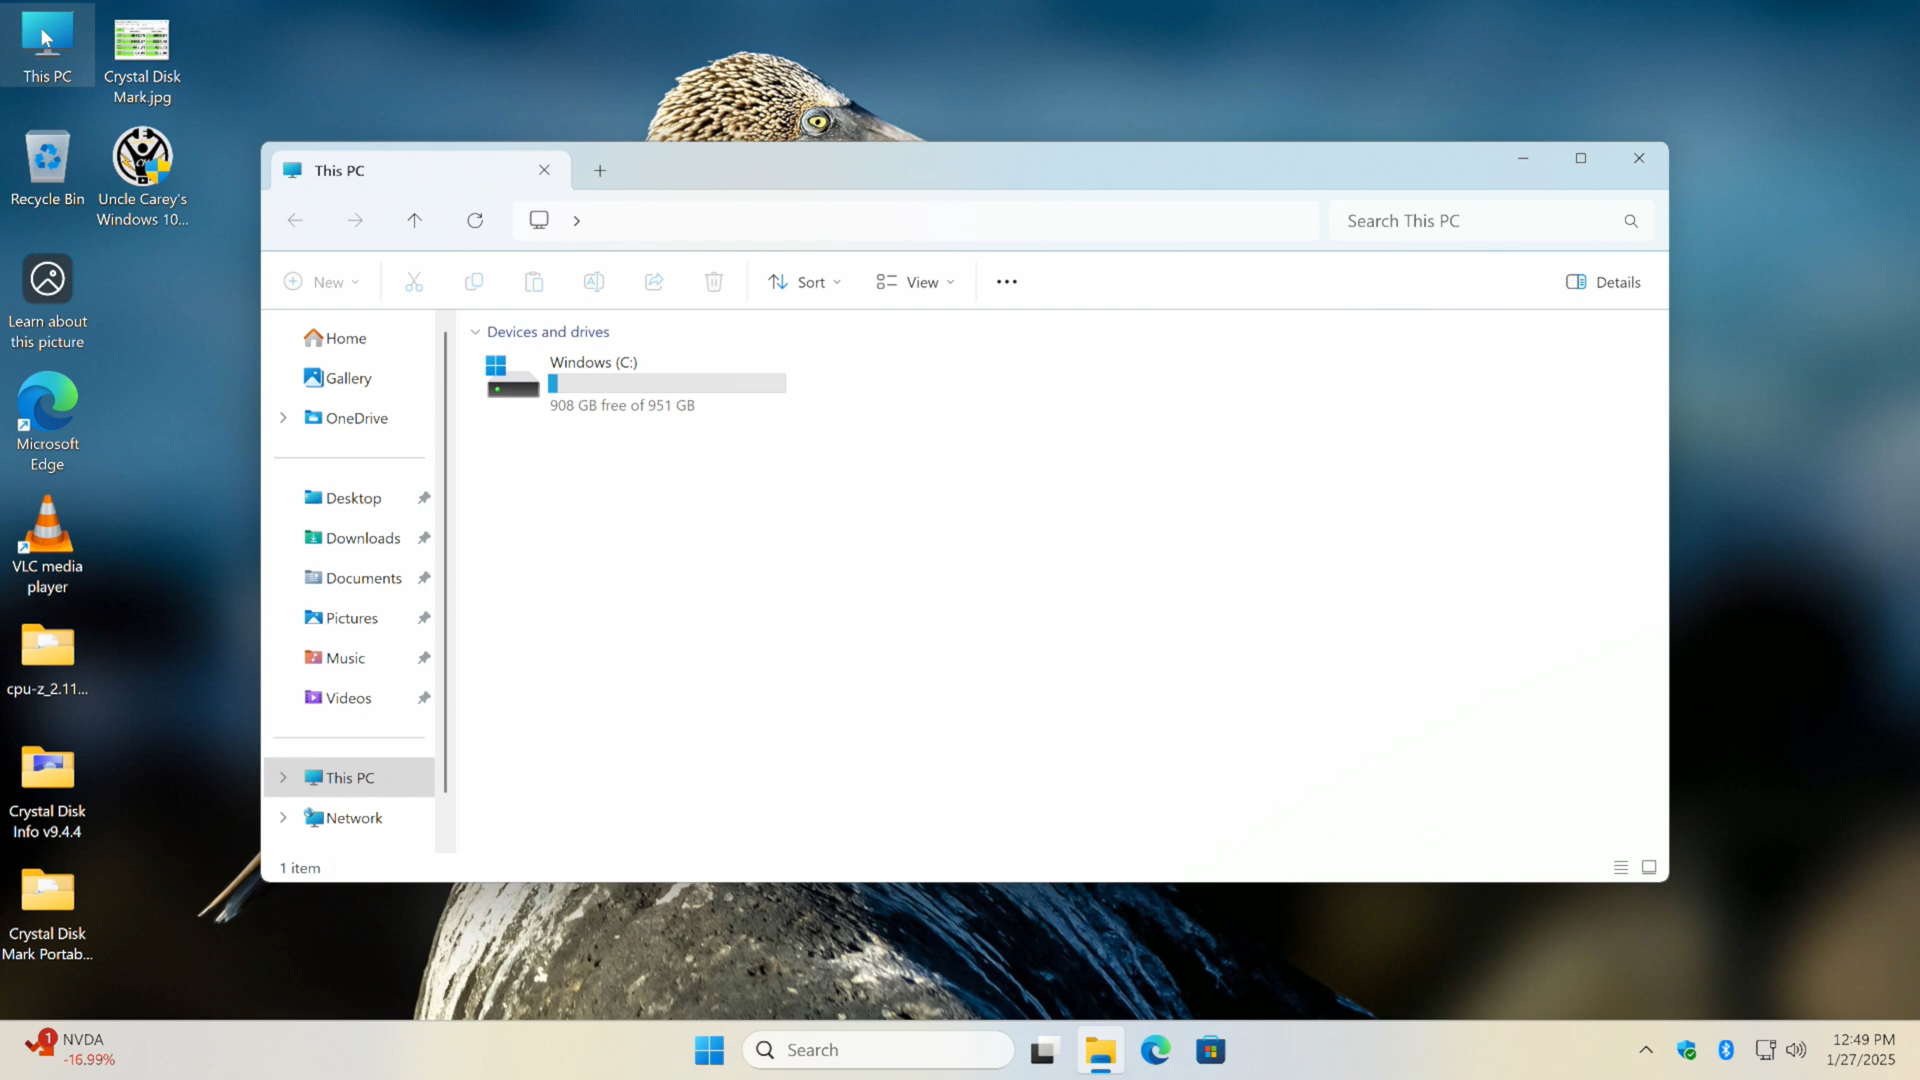 This PC
Crystal Disk
Mark.jpg
Recycle Bin
Uncle Carey's
Windows 10...
Learn about
this picture
Microsoft
Edge
VLC media
player
cpu-z_2.11...
Crystal Disk
Info v9.4.4
Crystal Disk
Mark Portab...
This PC
Search This PC
New
Sort
View
Details
Home
Gallery
OneDrive
Desktop
Downloads
Documents
Pictures
Music
Videos
This PC
Network
Devices and drives
Windows (C:)
908 GB free of 951 GB
1 item
1
NVDA
-16.99%
Search
12:49 PM
1/27/2025